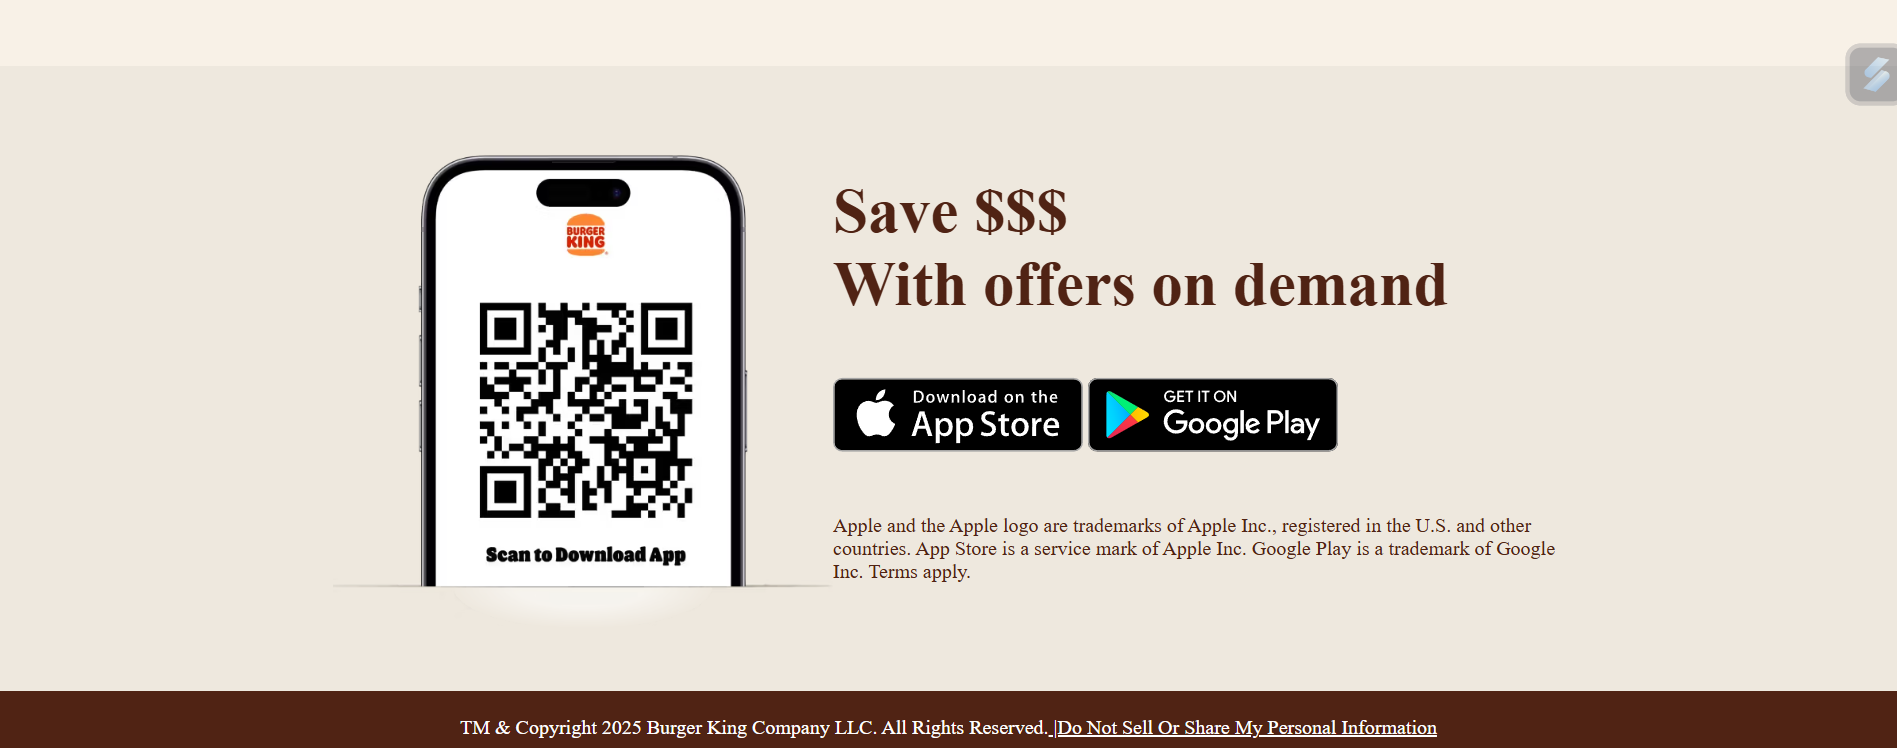 BURGER
KING
Scan to Download App
Save $$$
With offers on demand
Download on the
App Store
GET IT ON
Google Play
Apple and the Apple logo are trademarks of Apple Inc., registered in the U.S. and other
countries. App Store is a service mark of Apple Inc. Google Play is a trademark of Google
Inc. Terms apply.
TM & Copyright 2025 Burger King Company LLC. All Rights Reserved. |Do Not Sell Or Share My Personal Information